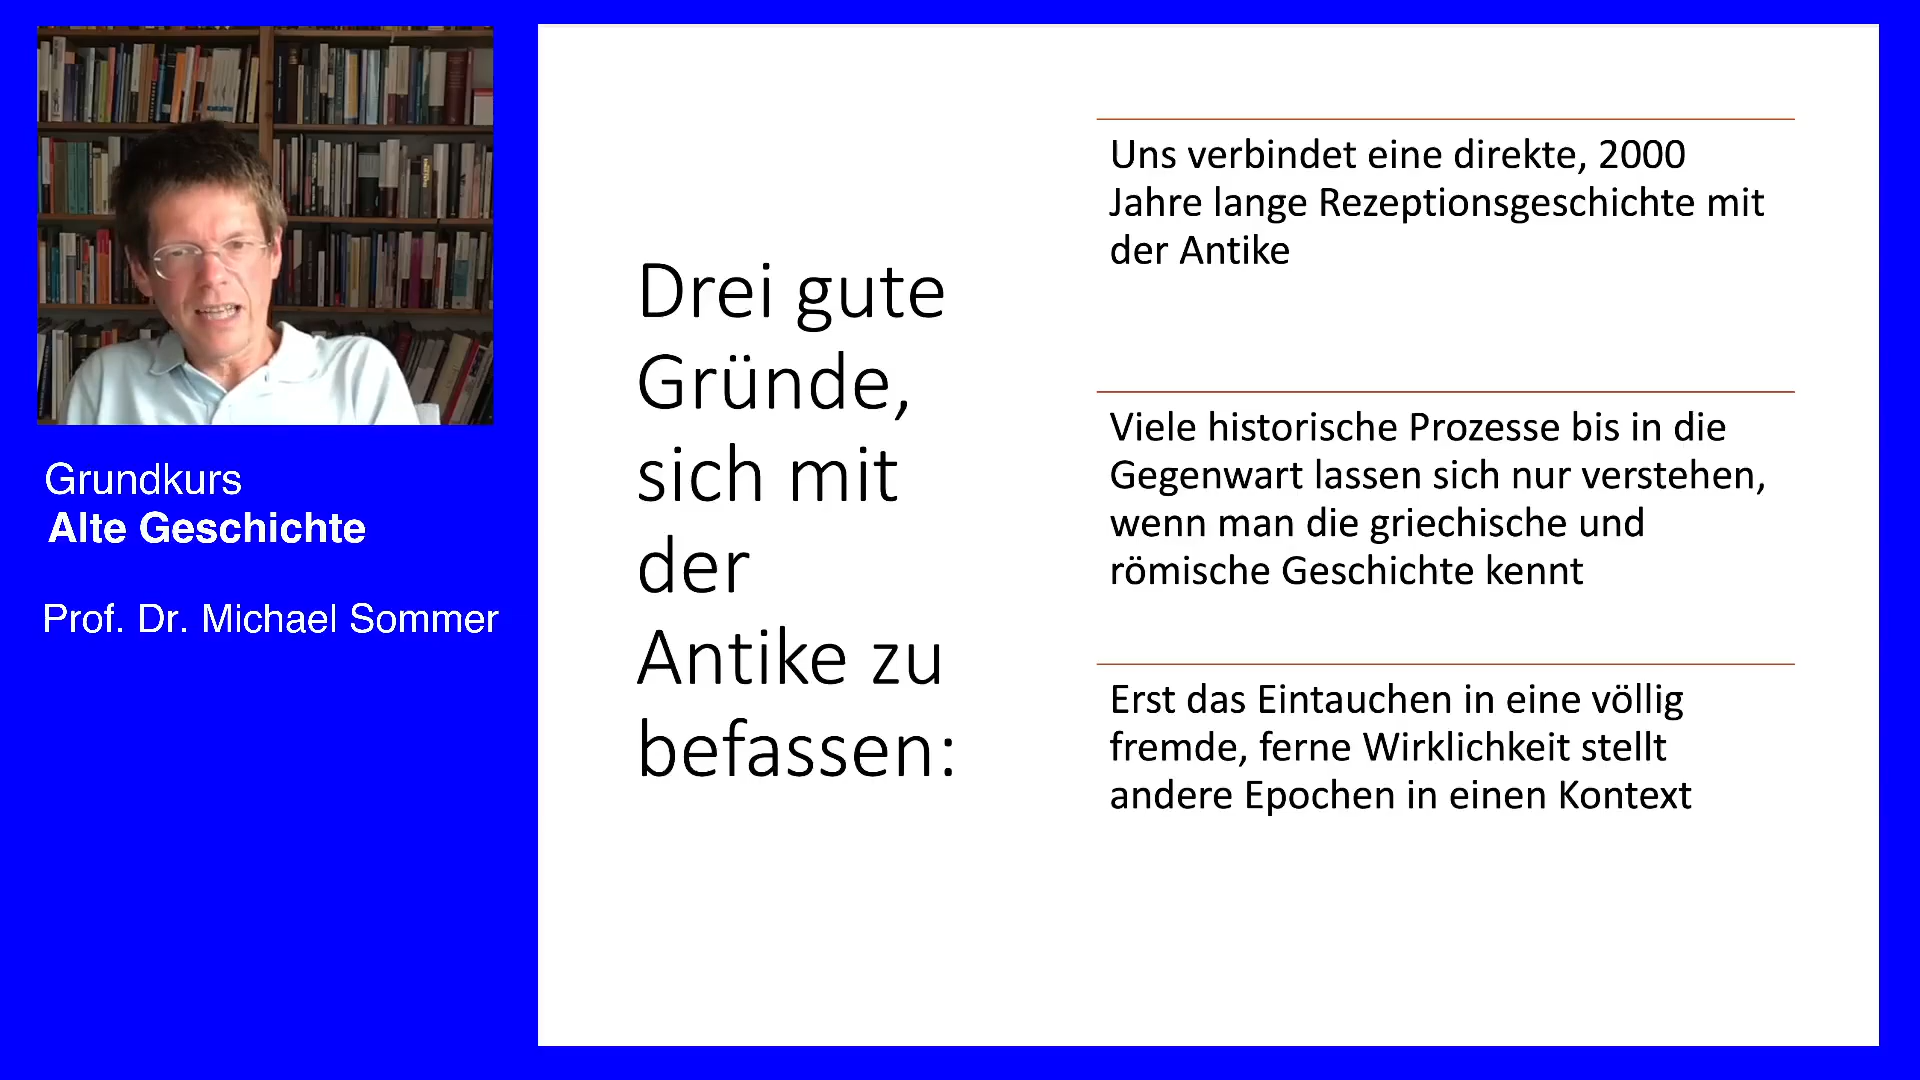 Grundkurs
Alte Geschichte
Prof. Dr. Michael Sommer
Drei gute
Gründe,
sich mit
der
Antike zu
befassen:
Uns verbindet eine direkte, 2000
Jahre lange Rezeptionsgeschichte mit
der Antike
Viele historische Prozesse bis in die
Gegenwart lassen sich nur verstehen,
wenn man die griechische und
römische Geschichte kennt
Erst das Eintauchen in eine völlig
fremde, ferne Wirklichkeit stellt
andere Epochen in einen Kontext